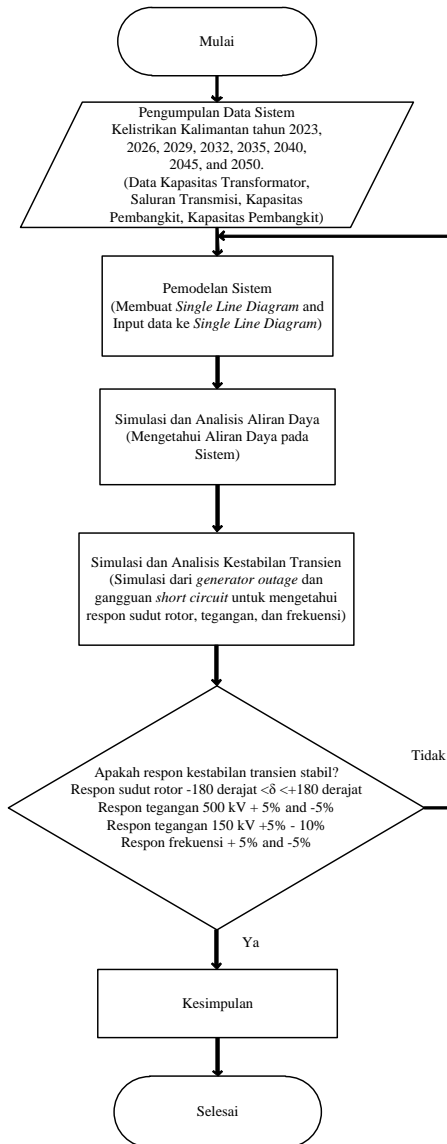 Mulai
Pengumpulan Data Sistem
Kelistrikan Kalimantan tahun 2023,
2026, 2029, 2032, 2035, 2040,
2045, and 2050.
(Data Kapasitas Transformator,
Saluran Transmisi, Kapasitas
Pembangkit, Kapasitas Pembangkit)
Pemodelan Sistem
(Membuat Single Line Diagram and
Input data ke Single Line Diagram)
Simulasi dan Analisis Aliran Daya
(Mengetahui Aliran Daya pada
Sistem)
Simulasi dan Analisis Kestabilan Transien
(Simulasi dari generator outage dan
gangguan short circuit untuk mengetahui
respon sudut rotor, tegangan, dan frekuensi)
Apakah respon kestabilan transien stabil?
Respon sudut rotor -180 derajat <δ <+180 derajat
Respon tegangan 500 kV + 5% and -5%
Respon tegangan 150 kV +5% - 10%
Respon frekuensi + 5% and -5%
Tidak
Ya
Kesimpulan
Selesai